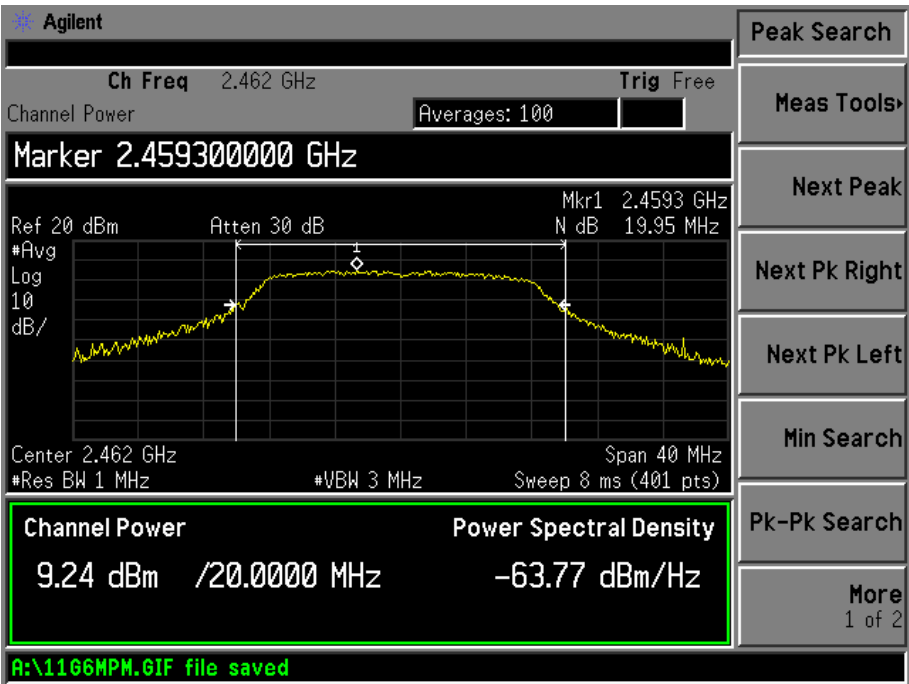 Agilent
Peak Search
Ch Freq 2.462 GHz Trig Free
Channel Power Averages: 100
Meas Tools
Marker 2.459300000 GHz
Next Peak
Mkr1 2.4593 GHz
Ref 20 dBm Atten 30 dB N dB 19.95 MHz
#Avg
Log
10
dB/
1
Next Pk Right
Next Pk Left
Min Search
Center 2.462 GHz Span 40 MHz
#Res BW 1 MHz #VBW 3 MHz Sweep 8 ms (401 pts)
Channel Power Power Spectral Density
Pk-Pk Search
9.24 dBm /20.0000 MHz -63.77 dBm/Hz
More
1 of 2
A:\11G6MPM.GIF file saved